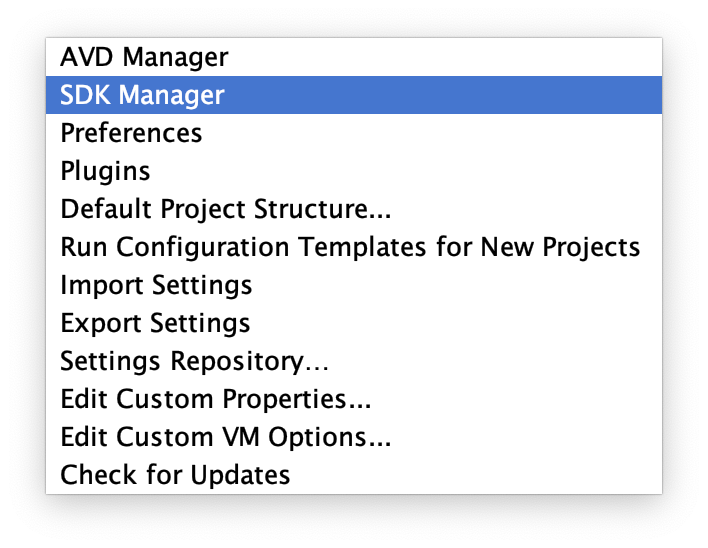 AVD Manager
SDK Manager
Preferences
Plugins
Default Project Structure...
Run Configuration Templates for New Projects
Import Settings
Export Settings
Settings Repository...
Edit Custom Properties...
Edit Custom VM Options...
Check for Updates